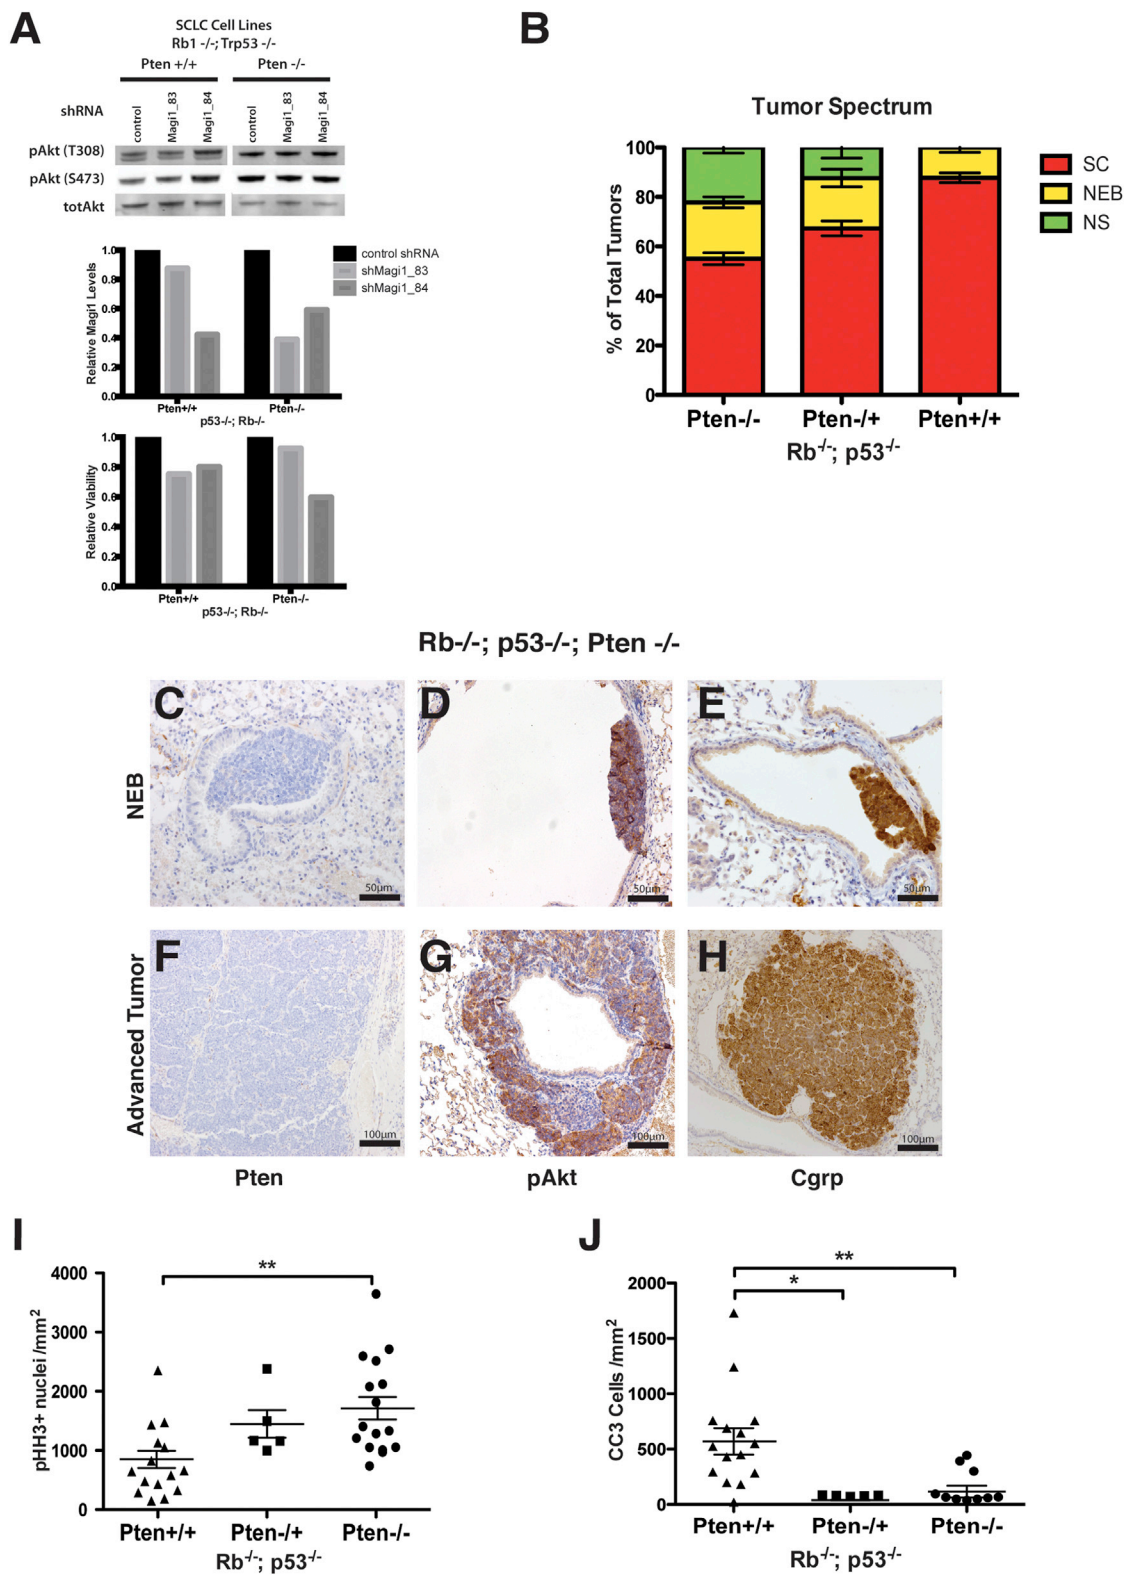 A
SCLC Cell Lines
Rb1 -/-; Trp53 -/-
Pten +/+
Pten -/-
shRNA
control
Magi1_83
Magi1_84
control
Magi1_83
Magi1_84
pAkt (T308)
pAkt (S473)
totAkt
Relative Magi1 Levels
1.0
0.8
0.6
0.4
0.2
0.0
control shRNA
shMagi1_83
shMagi1_84
Pten+/+
Pten-/-
p53-/-; Rb-/-
Relative Viability
1.0
0.8
0.6
0.4
0.2
0.0
Pten+/+
Pten-/-
p53-/-; Rb-/-
B
Tumor Spectrum
% of Total Tumors
100
80
60
40
20
0
SC
NEB
NS
Pten-/-
Pten-/+
Pten+/+
Rb-/-; p53-/-
Rb-/-; p53-/-; Pten -/-
NEB
C
50μm
D
50μm
E
50μm
Advanced Tumor
F
100μm
G
100μm
H
100μm
Pten
pAkt
Cgrp
I
pHH3+ nuclei /mm2
4000
3000
2000
1000
0
**
Pten+/+
Pten-/+
Pten-/-
Rb-/-; p53-/-
J
CC3 Cells /mm2
2000
1500
1000
500
0
**
*
Pten+/+
Pten-/+
Pten-/-
Rb-/-; p53-/-